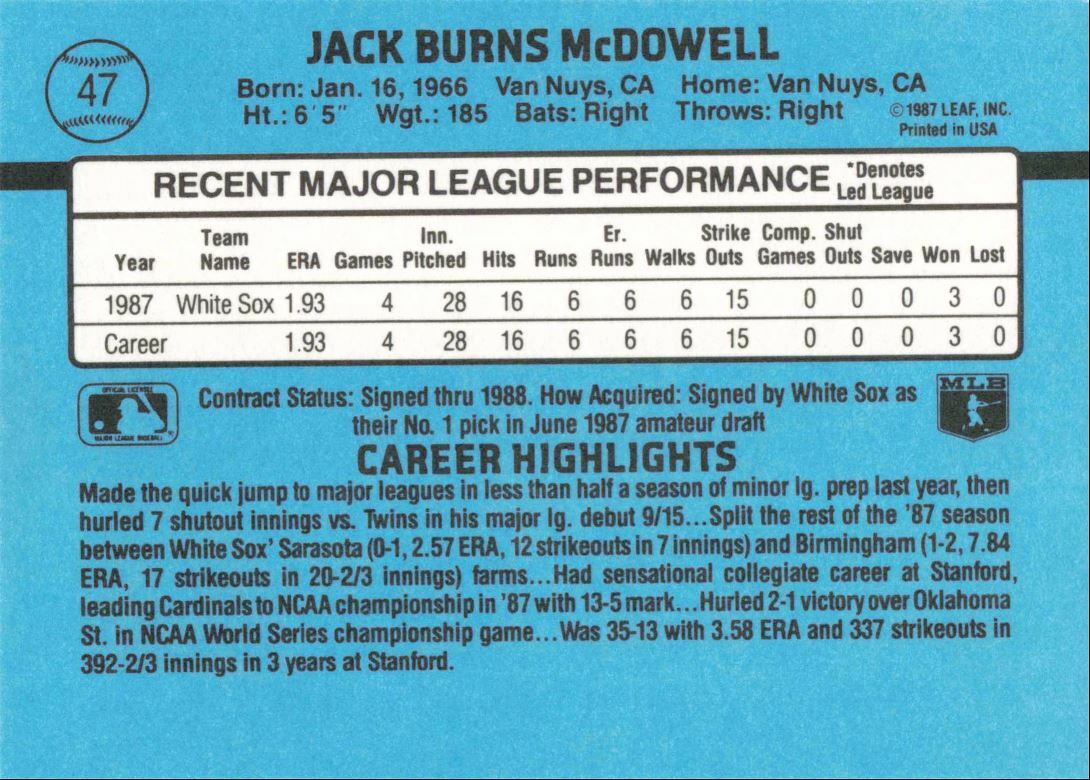 JACK BURNS McDOWELL
47
Born: Jan. 16, 1966 Van Nuys, CA Home: Van Nuys, CA
Ht.: 6'5" Wgt.: 185 Bats: Right Throws: Right
©1987 LEAF, INC.
Printed in USA
RECENT MAJOR LEAGUE PERFORMANCE *Denotes Led League
Year Team Name ERA Games Inn. Pitched Hits Runs Er. Runs Walks Strike Outs Comp. Games Shut Outs Save Won Lost
1987 White Sox 1.93 4 28 16 6 6 6 15 0 0 0 3 0
Career 1.93 4 28 16 6 6 6 15 0 0 0 3 0
OFFICIAL LICENSEE
MAJOR LEAGUE BASEBALL
Contract Status: Signed thru 1988. How Acquired: Signed by White Sox as
their No. 1 pick in June 1987 amateur draft
MLB
CAREER HIGHLIGHTS
Made the quick jump to major leagues in less than half a season of minor lg. prep last year, then
hurled 7 shutout innings vs. Twins in his major lg. debut 9/15...Split the rest of the '87 season
between White Sox' Sarasota (0-1, 2.57 ERA, 12 strikeouts in 7 innings) and Birmingham (1-2, 7.84
ERA, 17 strikeouts in 20-2/3 innings) farms...Had sensational collegiate career at Stanford,
leading Cardinals to NCAA championship in '87 with 13-5 mark...Hurled 2-1 victory over Oklahoma
St. in NCAA World Series championship game...Was 35-13 with 3.58 ERA and 337 strikeouts in
392-2/3 innings in 3 years at Stanford.